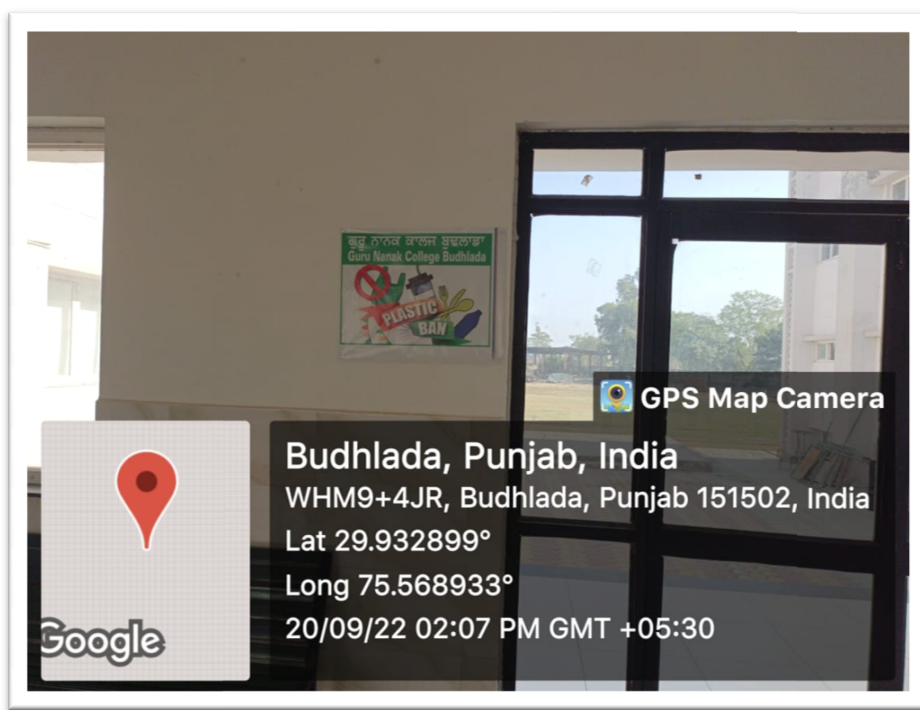 ਗੁਰੂ ਨਾਨਕ ਕਾਲਜ ਬੁਢਲਾਡਾ
Guru Nanak College Budhlada
PLASTIC
BAN
GPS Map Camera
Budhlada, Punjab, India
WHM9+4JR, Budhlada, Punjab 151502, India
Lat 29.932899°
Long 75.568933°
20/09/22 02:07 PM GMT +05:30
Google